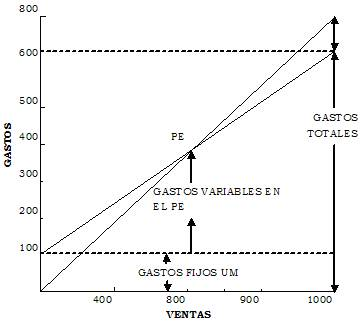 800
600
GASTOS
TOTALES
500
GASTOS
400
PE
300
GASTOS VARIABLES EN
EL PE
200
100
GASTOS FIJOS UM
400 800 900 1000
VENTAS